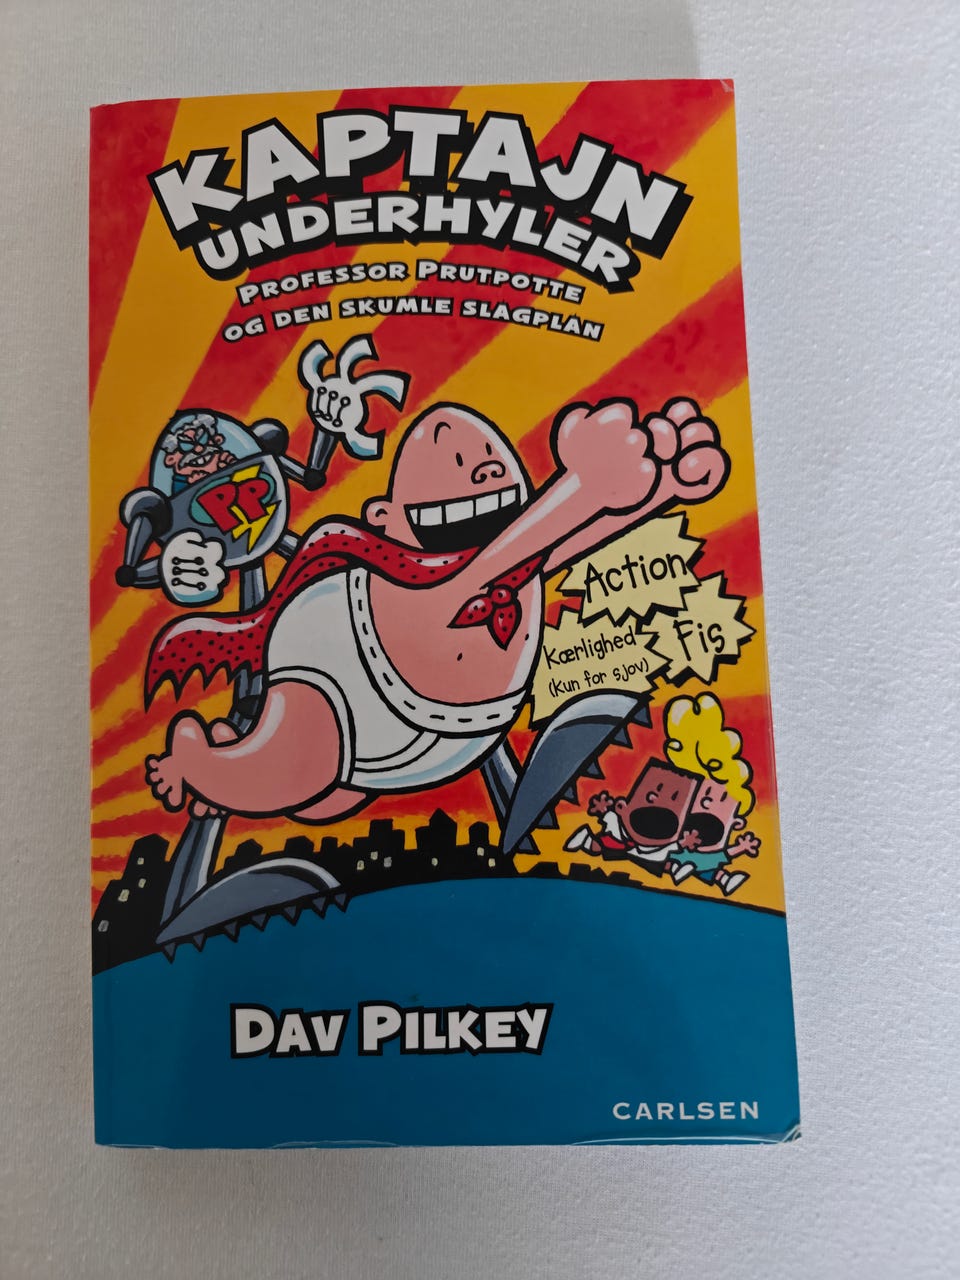 KAPTAJN
UNDERHYLER
PROFESSOR PRUTPOTTE
OG DEN SKUMLE SLAGPLAN
PP
Action
Kærlighed
(kun for sjov)
Fis
DAV PILKEY
CARLSEN